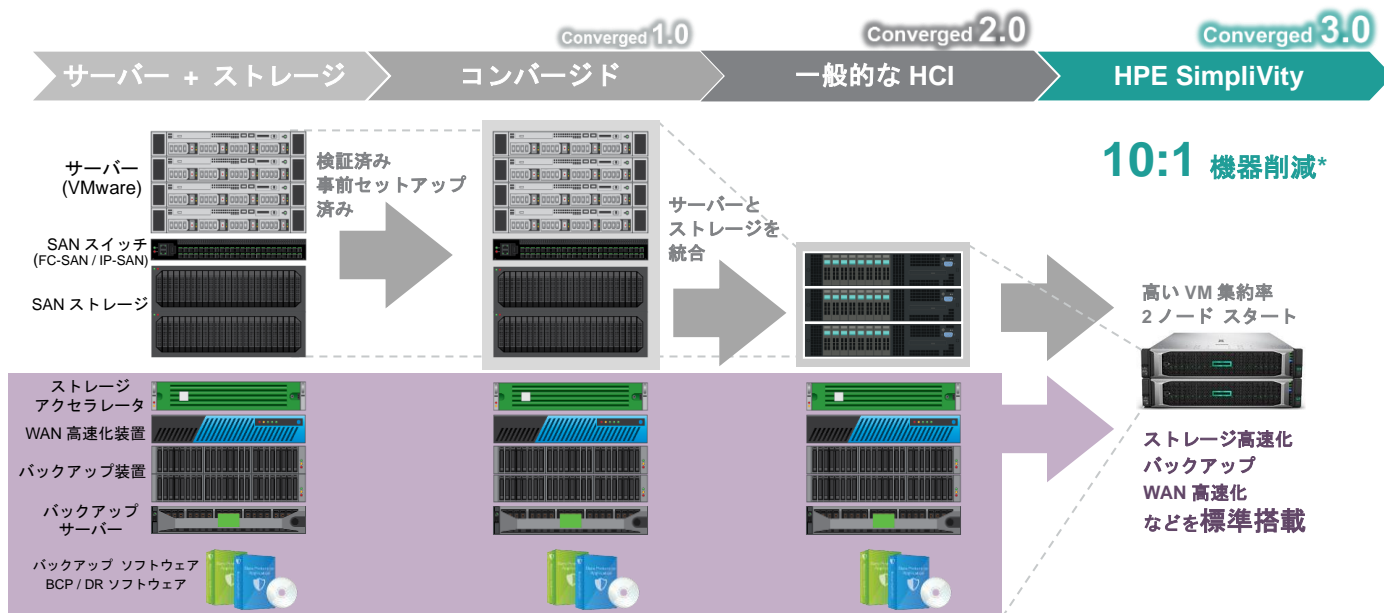 Converged 1.0
Converged 2.0
Converged 3.0
サーバー + ストレージ
コンバージド
一般的な HCI
HPE SimpliVity
サーバー
(VMware)
検証済み
事前セットアップ
済み
サーバーと
ストレージを
統合
10:1 機器削減*
SAN スイッチ
(FC-SAN / IP-SAN)
SAN ストレージ
高い VM 集約率
2 ノード スタート
ストレージ
アクセラレータ
WAN 高速化装置
バックアップ装置
バックアップ
サーバー
バックアップ ソフトウェア
BCP / DR ソフトウェア
ストレージ高速化
バックアップ
WAN 高速化
などを標準搭載